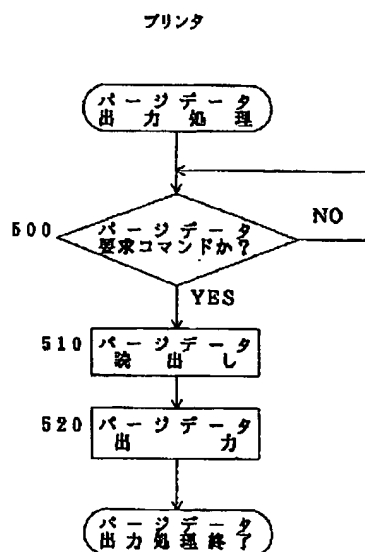 プリンタ
パージデータ
出力処理
500
パージデータ
要求コマンドか?
NO
YES
510
パージデータ
読出し
520
パージデータ
出力
パージデータ
出力処理終了